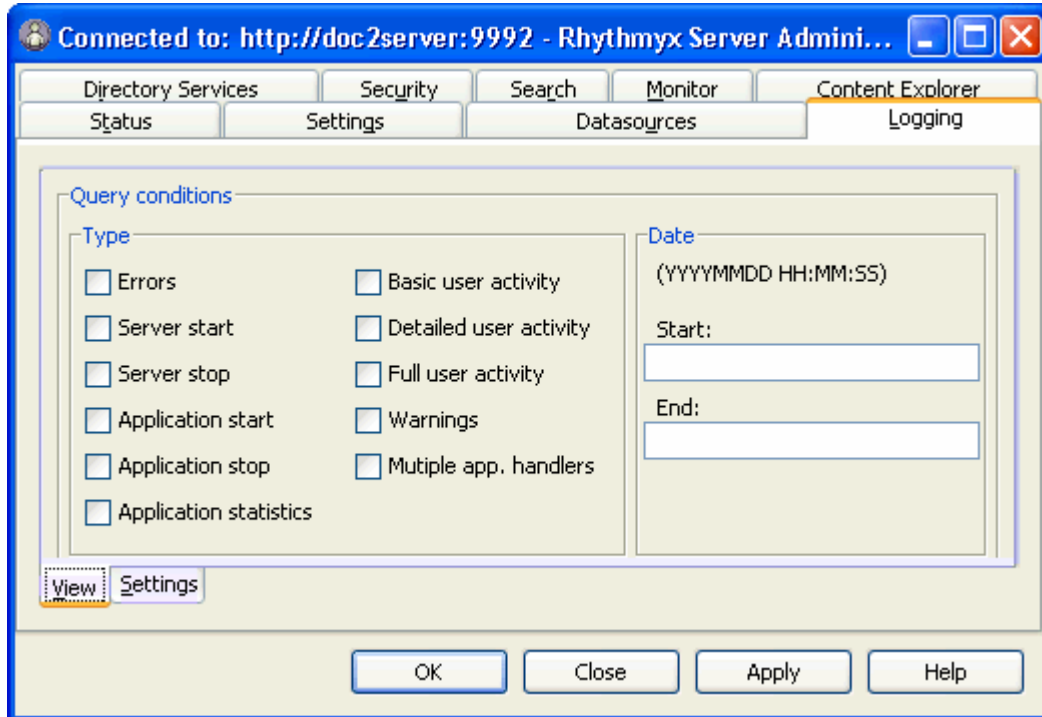 Connected to: http://doc2server:9992 - Rhythmyx Server Admini...
Directory Services Security Search Monitor Content Explorer
Status Settings Datasources Logging
Query conditions
Type Date
Errors Basic user activity (YYYYMMDD HH:MM:SS)
Server start Detailed user activity Start:
Server stop Full user activity
Application start Warnings End:
Application stop Mutiple app. handlers
Application statistics
View Settings
OK Close Apply Help